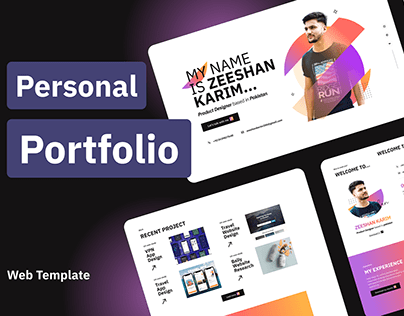 Personal
Portfolio
Web Template
MY NAME
IS ZEESHAN
KARIM...
Product Designer based in Pakistan
RUN
RECENT PROJECT
VPN
App
Design
Travel
Website
Design
Travel
App
Design
Daily
Website
Research
WELCOME TO...
WELCOME TO...
ZEESHAN KARIM
MY EXPERIENCE